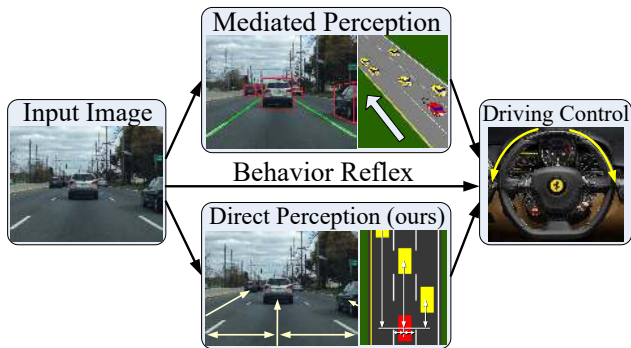 Mediated Perception
Input Image
Driving Control
Behavior Reflex
Direct Perception (ours)